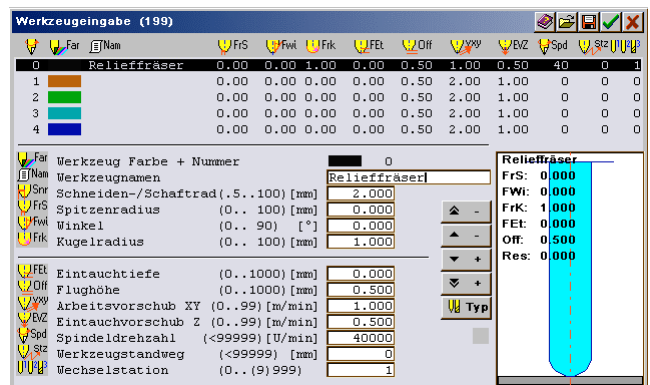 Werkzeugeingabe (199)
Far Nam FrS Fwi Frk FEt Off VXY EVZ Spd Stz
0 Relieffräser 0.00 0.00 1.00 0.00 0.50 1.00 0.50 40 0 1
1 0.00 0.00 0.00 0.00 0.50 2.00 1.00 0 0 0
2 0.00 0.00 0.00 0.00 0.50 2.00 1.00 0 0 0
3 0.00 0.00 0.00 0.00 0.50 2.00 1.00 0 0 0
4 0.00 0.00 0.00 0.00 0.50 2.00 1.00 0 0 0
Far Werkzeug Farbe + Nummer 0
Nam Werkzeugnamen Relieffräser
Snr Schneiden-/Schaftrad(.5..100)[mm] 2.000
FrS Spitzenradius (0.. 100)[mm] 0.000
Fwi Winkel (0.. 90) [°] 0.000
Frk Kugelradius (0.. 100)[mm] 1.000
FEt Eintauchtiefe (0..1000)[mm] 0.000
Off Flughöhe (0..1000)[mm] 0.500
VXY Arbeitsvorschub XY (0..99)[m/min] 1.000
EVZ Eintauchvorschub Z (0..99)[m/min] 0.500
Spd Spindeldrehzahl (<99999)[U/min] 40000
Stz Werkzeugstandweg (<99999) [mm] 0
Wechselstation (0..(9)999) 1
-
-
+
+
Typ
Relieffräser
FrS: 0.000
FWi: 0.000
FrK: 1.000
FEt: 0.000
Off: 0.500
Res: 0.000